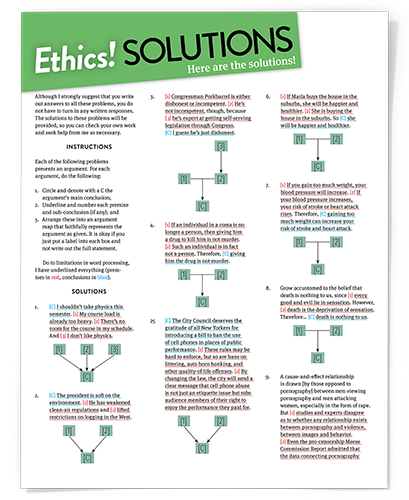 Ethics! SOLUTIONS
Here are the solutions!
Although I strongly suggest that you write
out answers to all these problems, you do
not have to turn in any written responses.
The solutions to these problems will be
provided, so you can check your own work
and seek help from me as necessary.
INSTRUCTIONS
Each of the following problems
presents an argument. For each
argument, do the following:
1. Circle and denote with a C the
argument's main conclusion;
2. Underline and number each premise
and sub-conclusion (if any); and
3. Arrange these into an argument
map that faithfully represents the
argument as given. It is okay if you
just put a label into each box and
not write out the full statement.
Do to limitations in word processing,
I have underlined everything (prem-
ises in red, conclusions in blue).
SOLUTIONS
1. [C] I shouldn't take physics this
semester. [1] My course load is
already too heavy. [2] There's no
room for the course in my schedule.
And [3] I don't like physics.
[1] [2] [3]
[C]
2. [C] The president is soft on the
environment. [1] He has weakened
clean-air regulations and [2] lifted
restrictions on logging in the West.
[1] [2]
[C]
3. [1] Congressman Porkbarrel is either
dishonest or incompetent. [2] He's
not incompetent, though, because
[3] he's expert at getting self-serving
legislation through Congress.
[C] I guess he's just dishonest.
[3]
[1] [2]
[C]
4. [1] If an individual in a coma is no
longer a person, then giving him
a drug to kill him is not murder.
[2] Such an individual is in fact
not a person. Therefore, [C] giving
him the drug is not murder.
[1] [2]
[C]
25 [C] The City Council deserves the
gratitude of all New Yorkers for
introducing a bill to ban the use
of cell phones in places of public
performance. [1] These rules may be
hard to enforce, but so are bans on
littering, auto horn honking, and
other quality of life offenses. [2] By
changing the law, the city will send a
clear message that cell phone abuse
is not just an etiquette issue but robs
audience members of their right to
enjoy the performance they paid for.
[1] [2]
[C]
6. [1] If Marla buys the house in the
suburbs, she will be happier and
healthier. [2] She is buying the
house in the suburbs. So [C] she
will be happier and healthier.
[1] [2]
[C]
7. [1] If you gain too much weight, your
blood pressure will increase. [2] If
your blood pressure increases,
your risk of stroke or heart attack
rises. Therefore, [C] gaining too
much weight can increase your
risk of stroke and heart attack.
[1] [2]
[C]
8. Grow accustomed to the belief that
death is nothing to us, since [1] every
good and evil lie in sensation. However,
[2] death is the deprivation of sensation.
Therefore... [C] death is nothing to us.
[1] [2]
[C]
9. A cause-and-effect relationship
is drawn [by those opposed to
pornography] between men viewing
pornography and men attacking
women, especially in the form of rape.
But [1] studies and experts disagree
as to whether any relationship exists
between pornography and violence,
between images and behavior.
[2] Even the pro-censorship Meese
Commission Report admitted that
the data connecting pornography